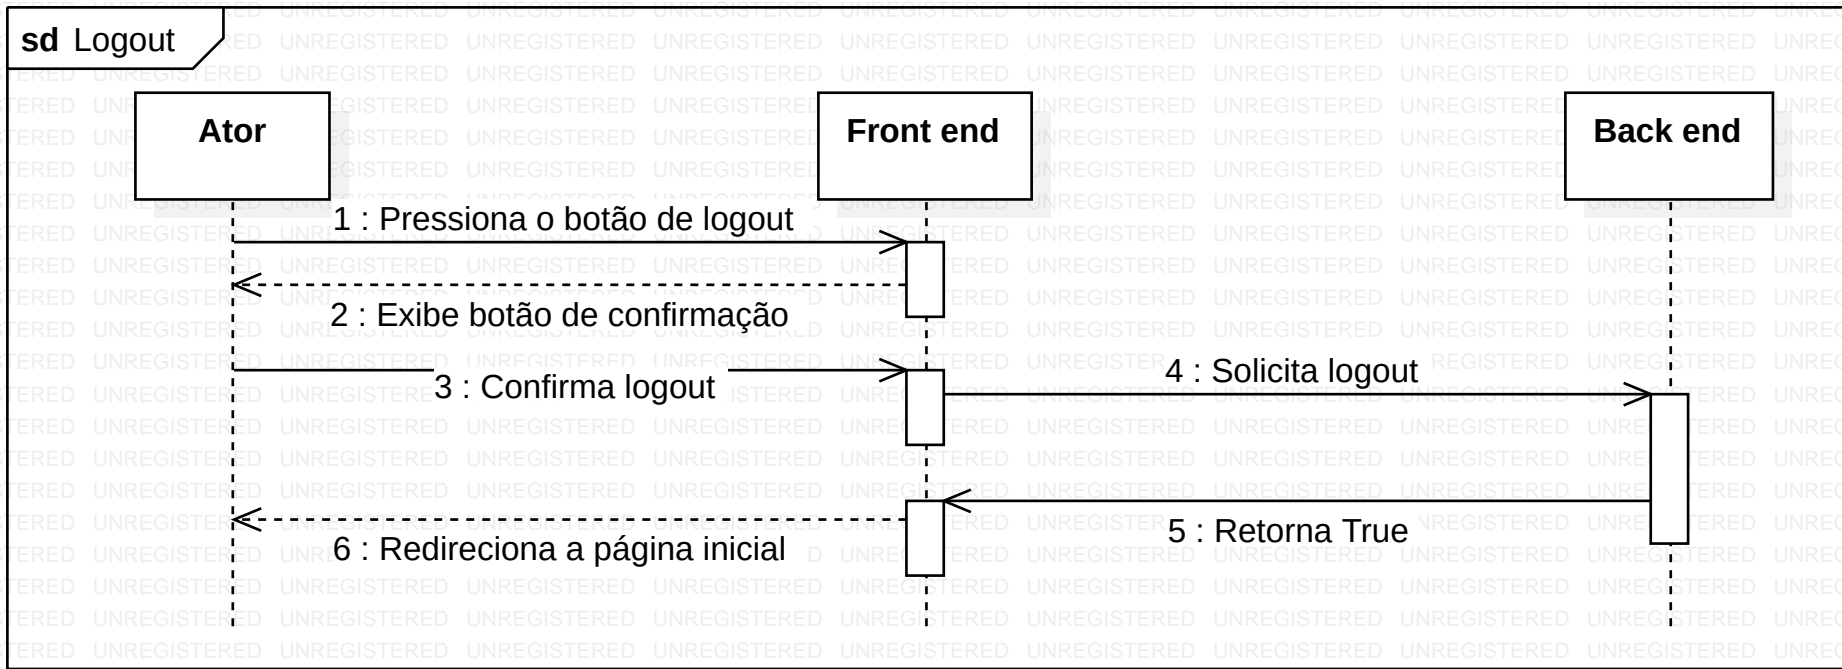 sd Logout
Ator
Front end
Back end
1 : Pressiona o botão de logout
2 : Exibe botão de confirmação
3 : Confirma logout
4 : Solicita logout
5 : Retorna True
6 : Redireciona a página inicial
UNREGISTERED